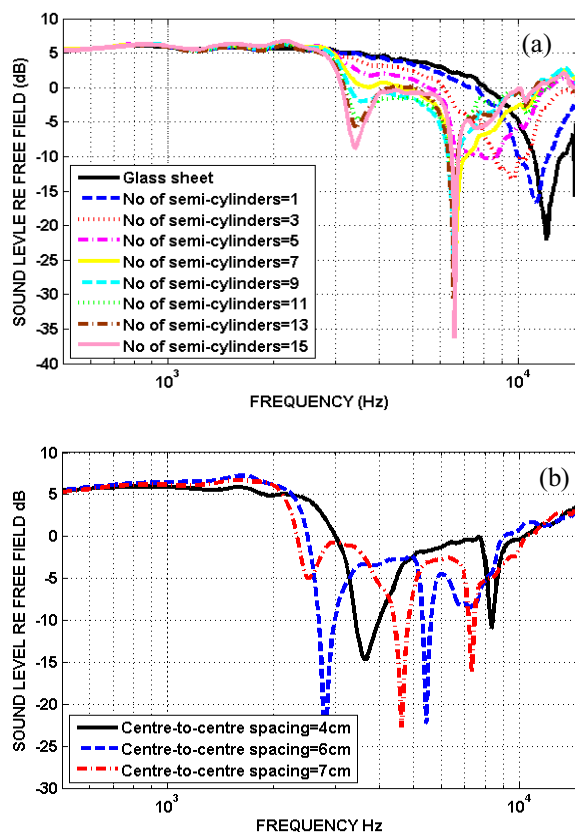 10
5
0
-5
-10
-15
-20
-25
-30
-35
-40
SOUND LEVLE RE FREE FIELD (dB)
(a)
Glass sheet
No of semi-cylinders=1
No of semi-cylinders=3
No of semi-cylinders=5
No of semi-cylinders=7
No of semi-cylinders=9
No of semi-cylinders=11
No of semi-cylinders=13
No of semi-cylinders=15
10³
10⁴
FREQUENCY (Hz)
10
5
0
-5
-10
-15
-20
-25
-30
SOUND LEVEL RE FREE FIELD dB
(b)
Centre-to-centre spacing=4cm
Centre-to-centre spacing=6cm
Centre-to-centre spacing=7cm
10³
10⁴
FREQUENCY Hz